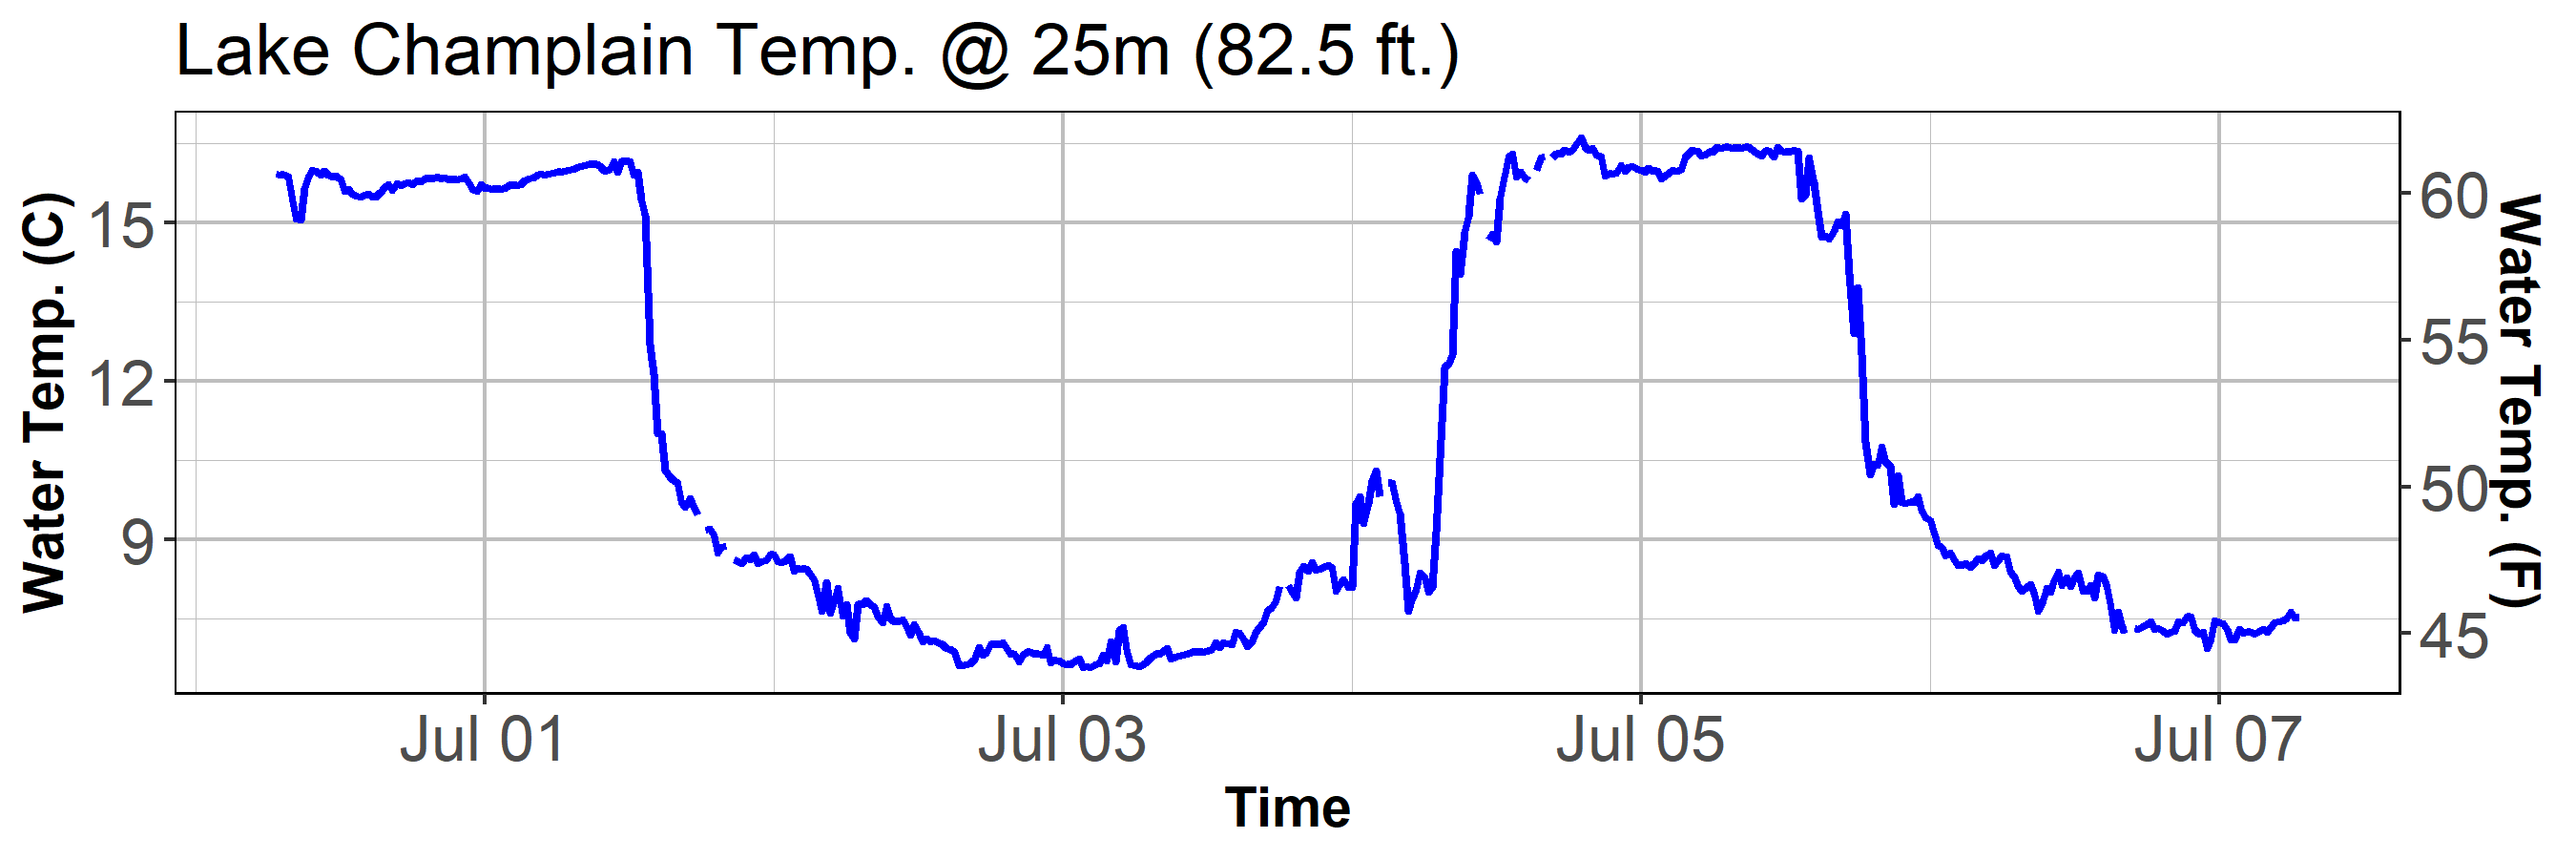 Lake Champlain Temp. @ 25m (82.5 ft.)
Water Temp. (C)
15
12
9
60
55
50
45
Water Temp. (F)
Jul 01 Jul 03 Jul 05 Jul 07
Time